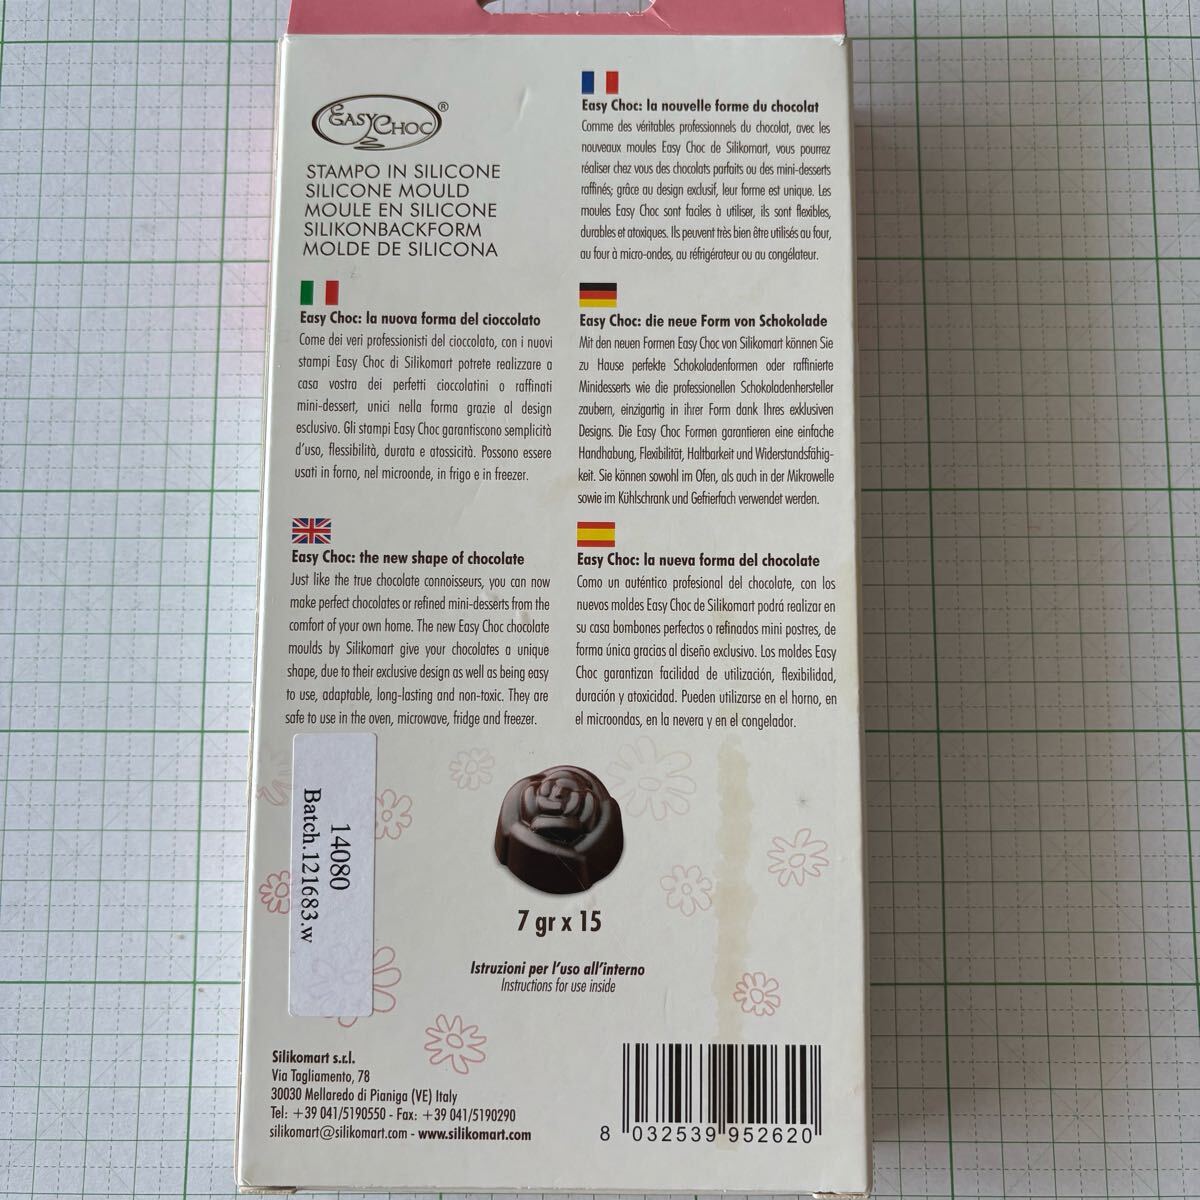 EASY CHOC®
STAMPO IN SILICONE
SILICONE MOULD
MOULE EN SILICONE
SILIKONBACKFORM
MOLDE DE SILICONA
Easy Choc: la nuova forma del cioccolato
Come dei veri professionisti del cioccolato, con i nuovi
stampi Easy Choc di Silikomart potrete realizzare a
casa vostra dei perfetti cioccolatini o raffinati
mini-dessert, unici nella forma grazie al design
esclusivo. Gli stampi Easy Choc garantiscono semplicità
d'uso, flessibilità, durata e atossicità. Possono essere
usati in forno, nel microonde, in frigo e in freezer.
Easy Choc: the new shape of chocolate
Just like the true chocolate connoisseurs, you can now
make perfect chocolates or refined mini-desserts from the
comfort of your own home. The new Easy Choc chocolate
moulds by Silikomart give your chocolates a unique
shape, due to their exclusive design as well as being easy
to use, adaptable, long-lasting and non-toxic. They are
safe to use in the oven, microwave, fridge and freezer.
Easy Choc: la nouvelle forme du chocolat
Comme des véritables professionnels du chocolat, avec les
nouveaux moules Easy Choc de Silikomart, vous pourrez
réaliser chez vous des chocolats parfaits ou des mini-desserts
raffinés; grâce au design exclusif, leur forme est unique. Les
moules Easy Choc sont faciles à utiliser, ils sont flexibles,
durables et atoxiques. Ils peuvent très bien être utilisés au four,
au four à micro-ondes, au réfrigérateur ou au congélateur.
Easy Choc: die neue Form von Schokolade
Mit den neuen Formen Easy Choc von Silikomart können Sie
zu Hause perfekte Schokoladenformen oder raffinierte
Minidesserts wie die professionellen Schokoladenhersteller
zaubern, einzigartig in ihrer Form dank Ihres exklusiven
Designs. Die Easy Choc Formen garantieren eine einfache
Handhabung, Flexibilität, Haltbarkeit und Widerstandsfähig-
keit. Sie können sowohl im Ofen, als auch in der Mikrowelle
sowie im Kühlschrank und Gefrierfach verwendet werden.
Easy Choc: la nueva forma del chocolate
Como un auténtico profesional del chocolate, con los
nuevos moldes Easy Choc de Silikomart podrá realizar en
su casa bombones perfectos o refinados mini postres, de
forma única gracias al diseño exclusivo. Los moldes Easy
Choc garantizan facilidad de utilización, flexibilidad,
duración y atoxicidad. Pueden utilizarse en el horno, en
el microondas, en la nevera y en el congelador.
14080
Batch.121683.w
7 gr x 15
Istruzioni per l'uso all'interno
Instructions for use inside
Silikomart s.r.l.
Via Tagliamento, 78
30030 Mellaredo di Pianiga (VE) Italy
Tel: +39 041/5190550 - Fax: +39 041/5190290
silikomart@silikomart.com - www.silikomart.com
8 032539 952620